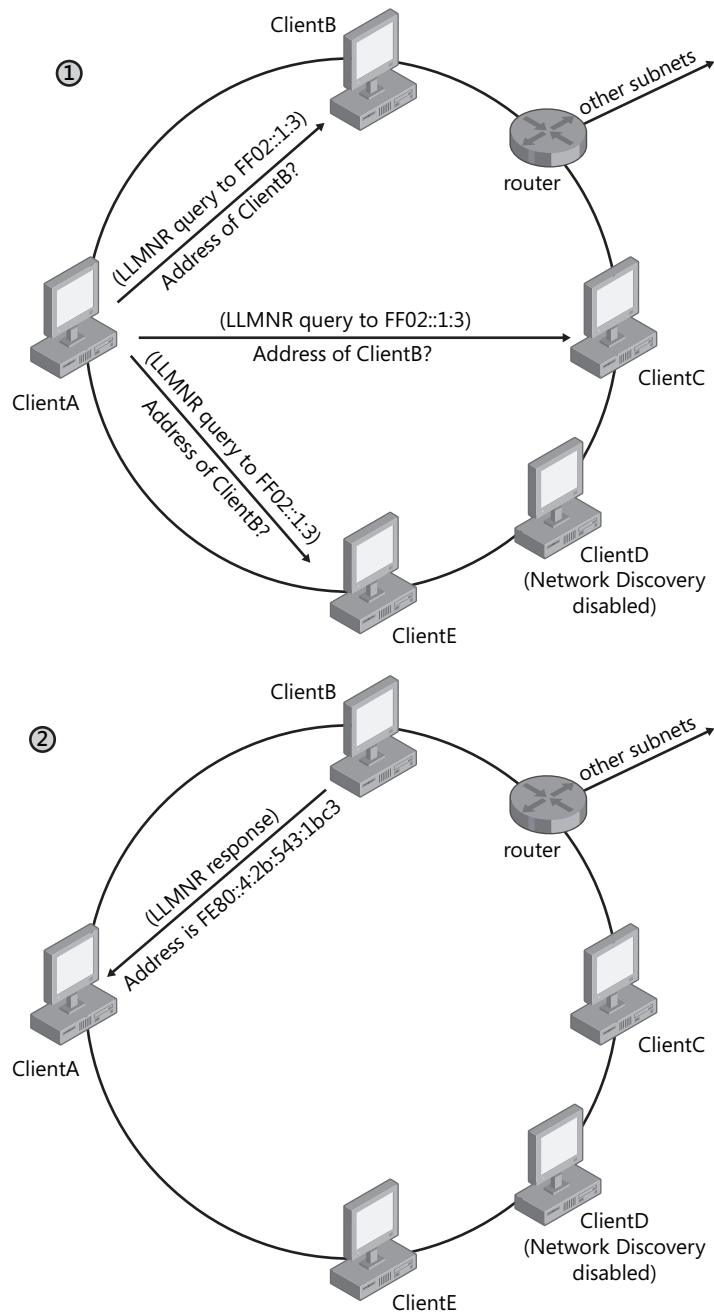 ClientB
1
other subnets
router
(LLMNR query to FF02::1:3)
Address of ClientB?
(LLMNR query to FF02::1:3)
Address of ClientB?
ClientA
ClientC
(LLMNR query to FF02::1:3)
Address of ClientB?
ClientD
(Network Discovery
disabled)
ClientE
ClientB
2
other subnets
router
(LLMNR response)
Address is FE80::4:2b:543:1bc3
ClientA
ClientC
ClientD
(Network Discovery
disabled)
ClientE